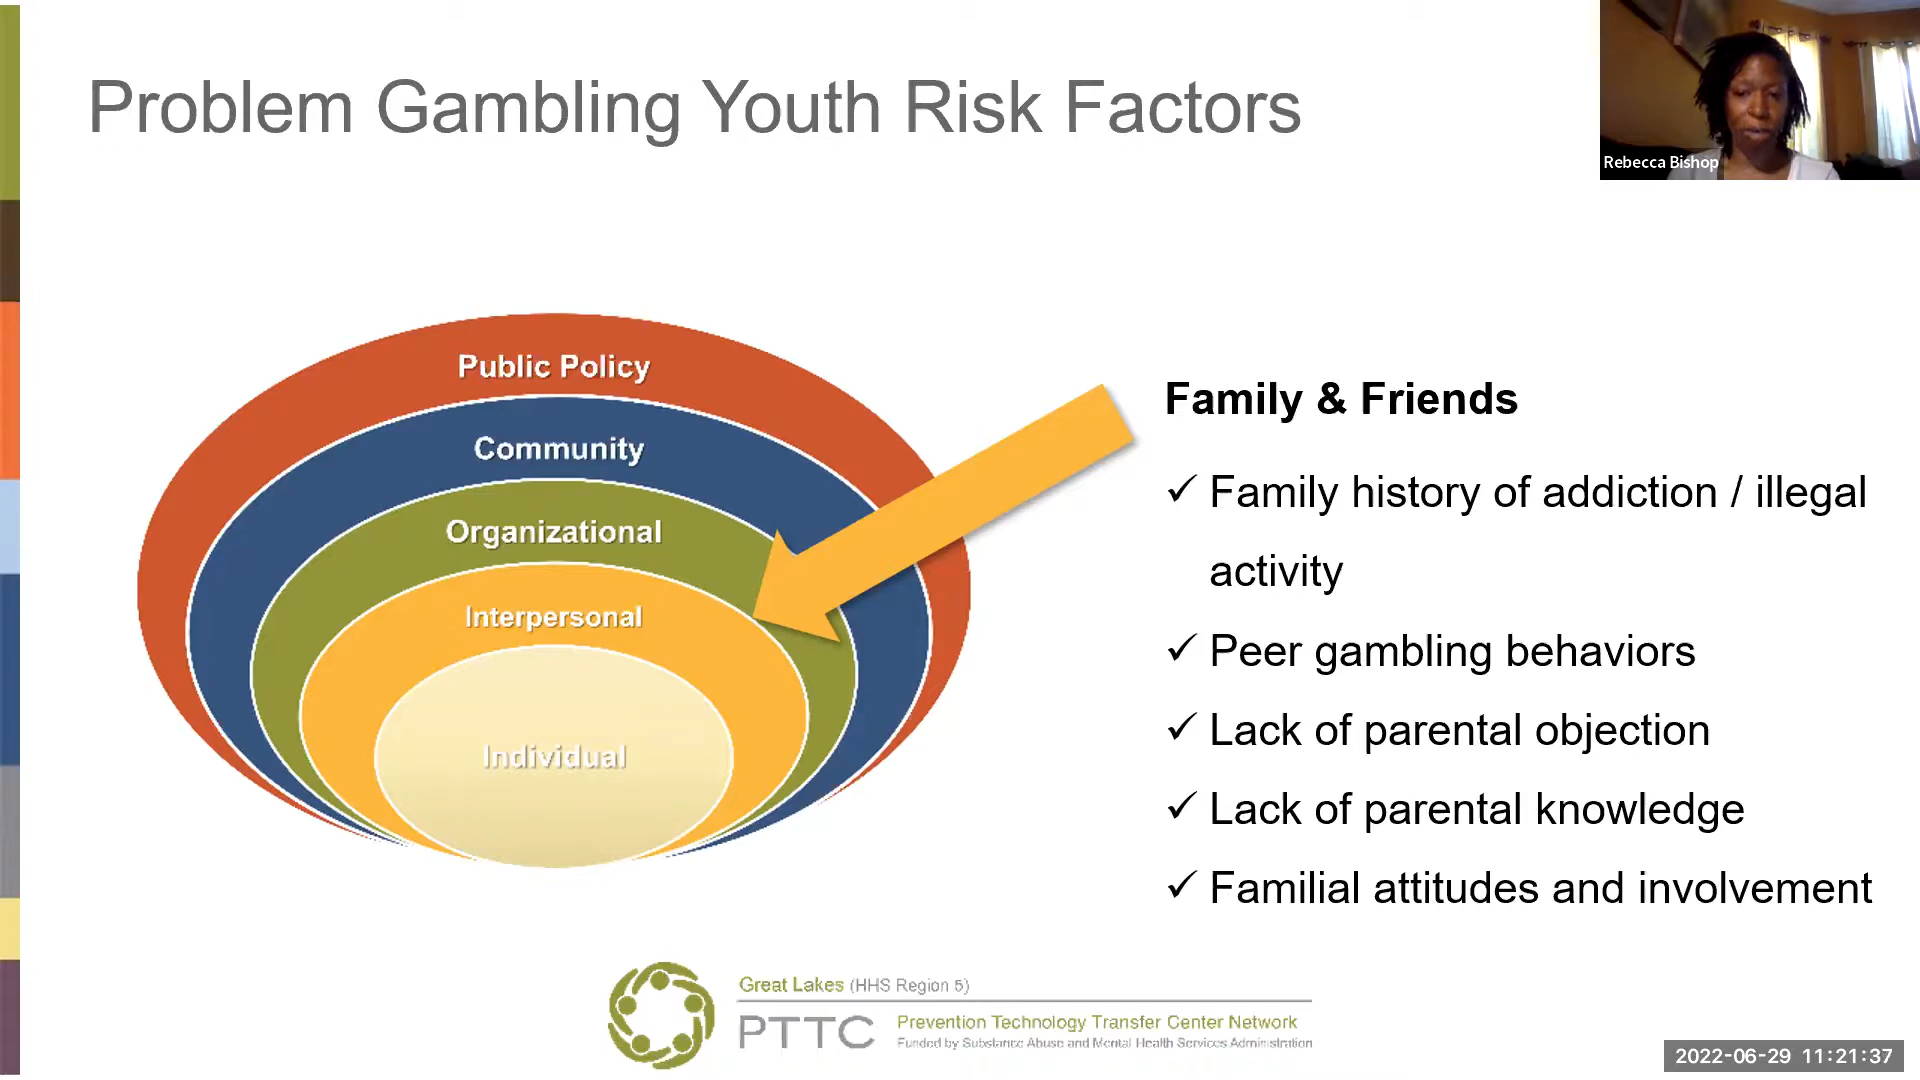 Problem Gambling Youth Risk Factors
Rebecca Bishop
Public Policy
Community
Organizational
Interpersonal
Individual
Family & Friends
✓ Family history of addiction / illegal
activity
✓ Peer gambling behaviors
✓ Lack of parental objection
✓ Lack of parental knowledge
✓ Familial attitudes and involvement
Great Lakes (HHS Region 5)
PTTC
Prevention Technology Transfer Center Network
Funded by Substance Abuse and Mental Health Services Administration
2022-06-29 11:21:37